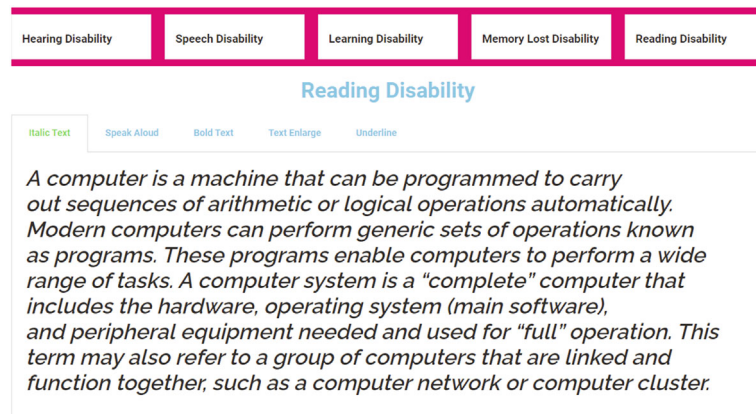 Hearing Disability
Speech Disability
Learning Disability
Memory Lost Disability
Reading Disability
Reading Disability
Italic Text
Speak Aloud
Bold Text
Text Enlarge
Underline
A computer is a machine that can be programmed to carry
out sequences of arithmetic or logical operations automatically.
Modern computers can perform generic sets of operations known
as programs. These programs enable computers to perform a wide
range of tasks. A computer system is a “complete” computer that
includes the hardware, operating system (main software),
and peripheral equipment needed and used for “full” operation. This
term may also refer to a group of computers that are linked and
function together, such as a computer network or computer cluster.